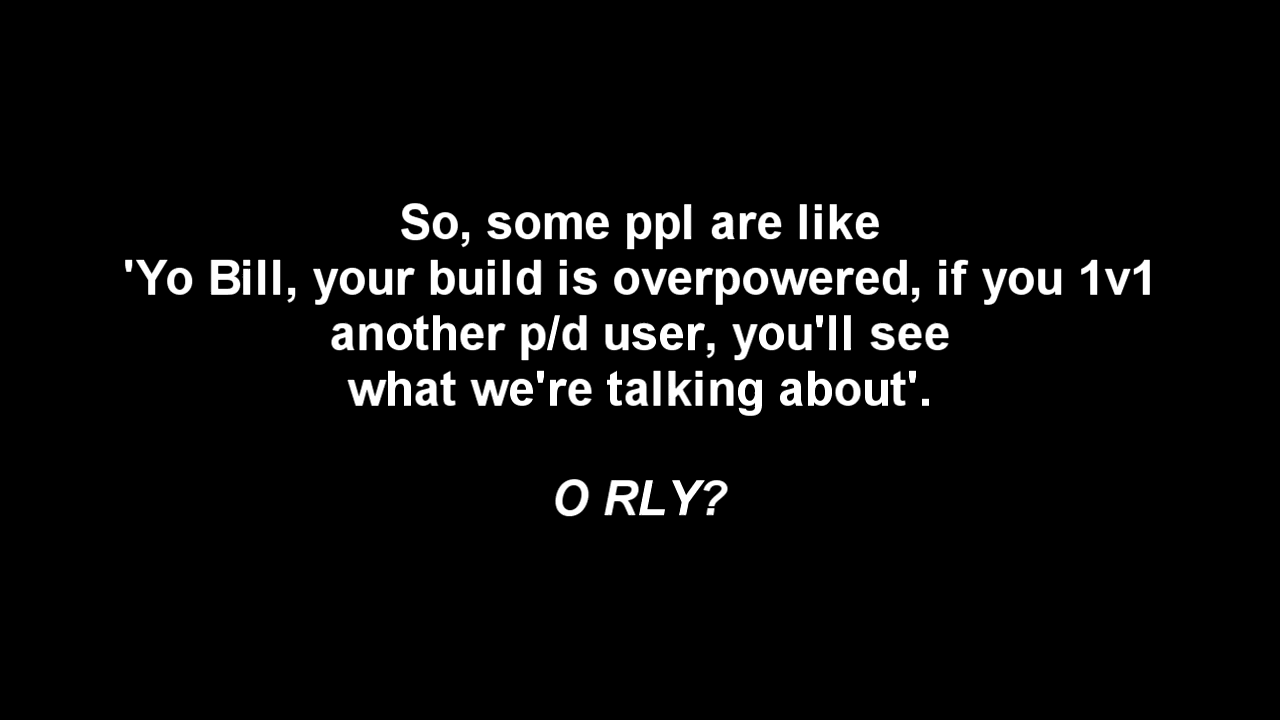 So, some ppl are like
'Yo Bill, your build is overpowered, if you 1v1
another p/d user, you'll see
what we're talking about'.
O RLY?